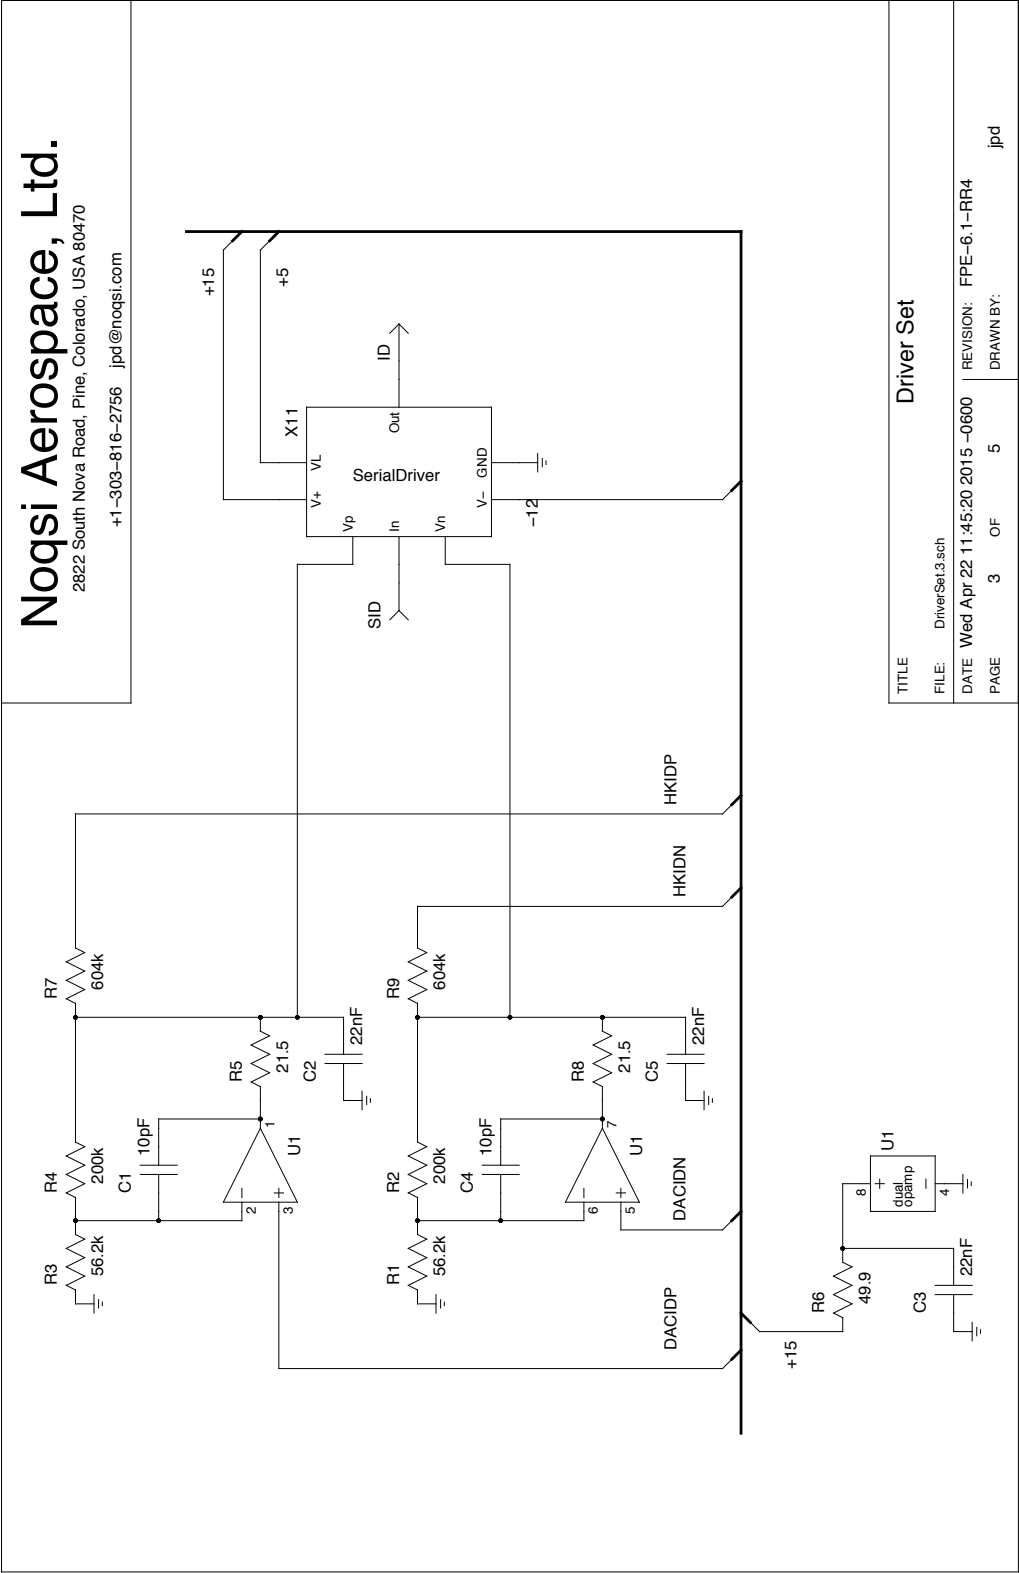 Noqsi Aerospace, Ltd.
2822 South Nova Road, Pine, Colorado, USA 80470
+1−303−816−2756 jpd@noqsi.com
R3
56.2k
R4
200k
C1
10pF
R7
604k
2
3
−
+
1
U1
R5
21.5
C2
22nF
R1
56.2k
R2
200k
C4
10pF
R9
604k
6
5
−
+
7
U1
R8
21.5
C5
22nF
DACIDP
DACIDN
HKIDN
HKIDP
+15
+5
X11
SerialDriver
V+
VL
Vp
In
Vn
V−
GND
Out
SID
ID
−12
+15
R6
49.9
C3
22nF
8
+
dual
opamp
−
4
U1
TITLE
Driver Set
FILE: DriverSet.3.sch
DATE Wed Apr 22 11:45:20 2015 −0600
REVISION: FPE−6.1−RR4
PAGE 3 OF 5
DRAWN BY: jpd